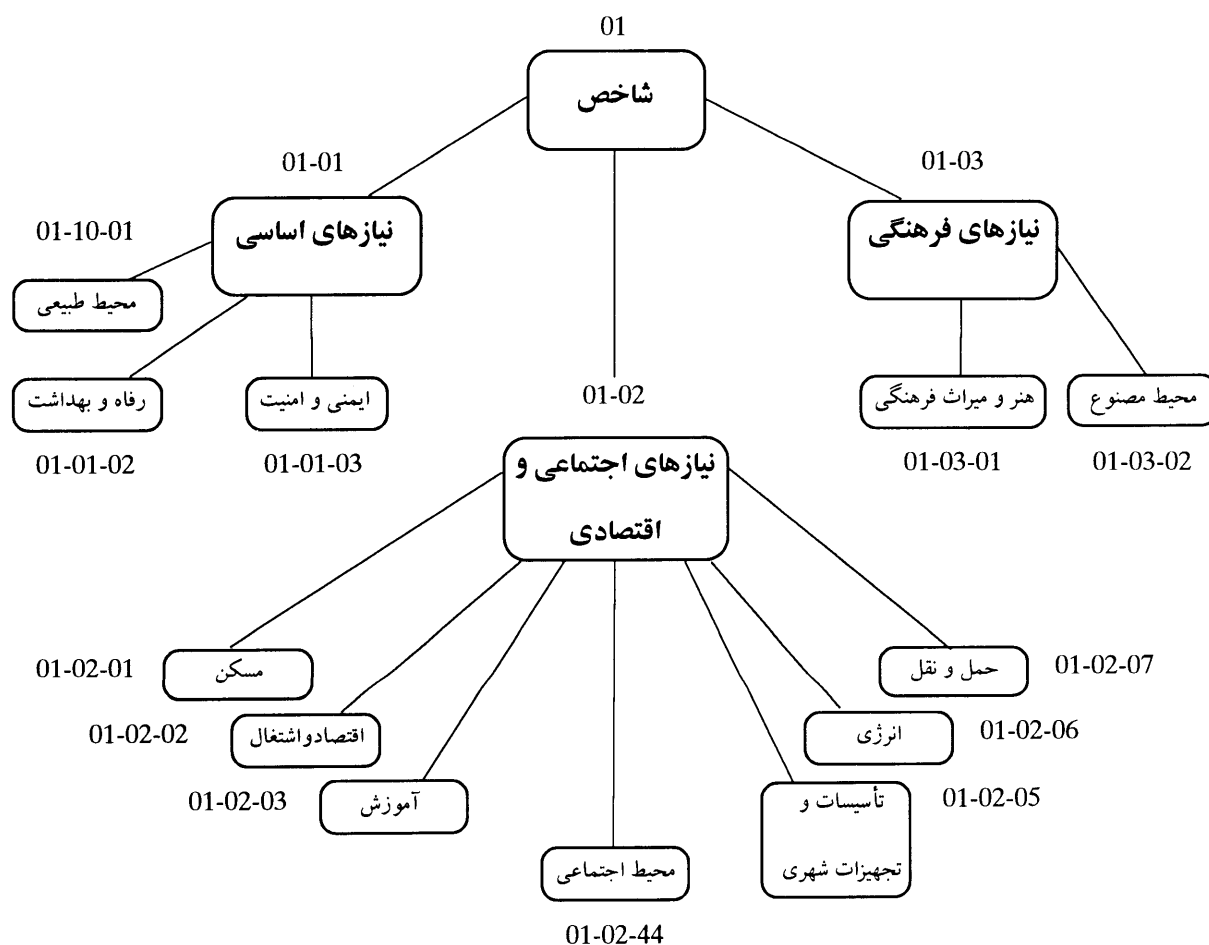 01
شاخص
01-01
نیازهای اساسی
01-03
نیازهای فرهنگی
01-10-01
محیط طبیعی
رفاه و بهداشت
01-01-02
ایمنی و امنیت
01-01-03
هنر و میراث فرهنگی
01-03-01
محیط مصنوع
01-03-02
01-02
نیازهای اجتماعی و
اقتصادی
01-02-01
مسکن
01-02-02
اقتصادواشتغال
01-02-03
آموزش
محیط اجتماعی
01-02-44
تأسیسات و
تجهیزات شهری
01-02-05
انرژی
01-02-06
حمل و نقل
01-02-07